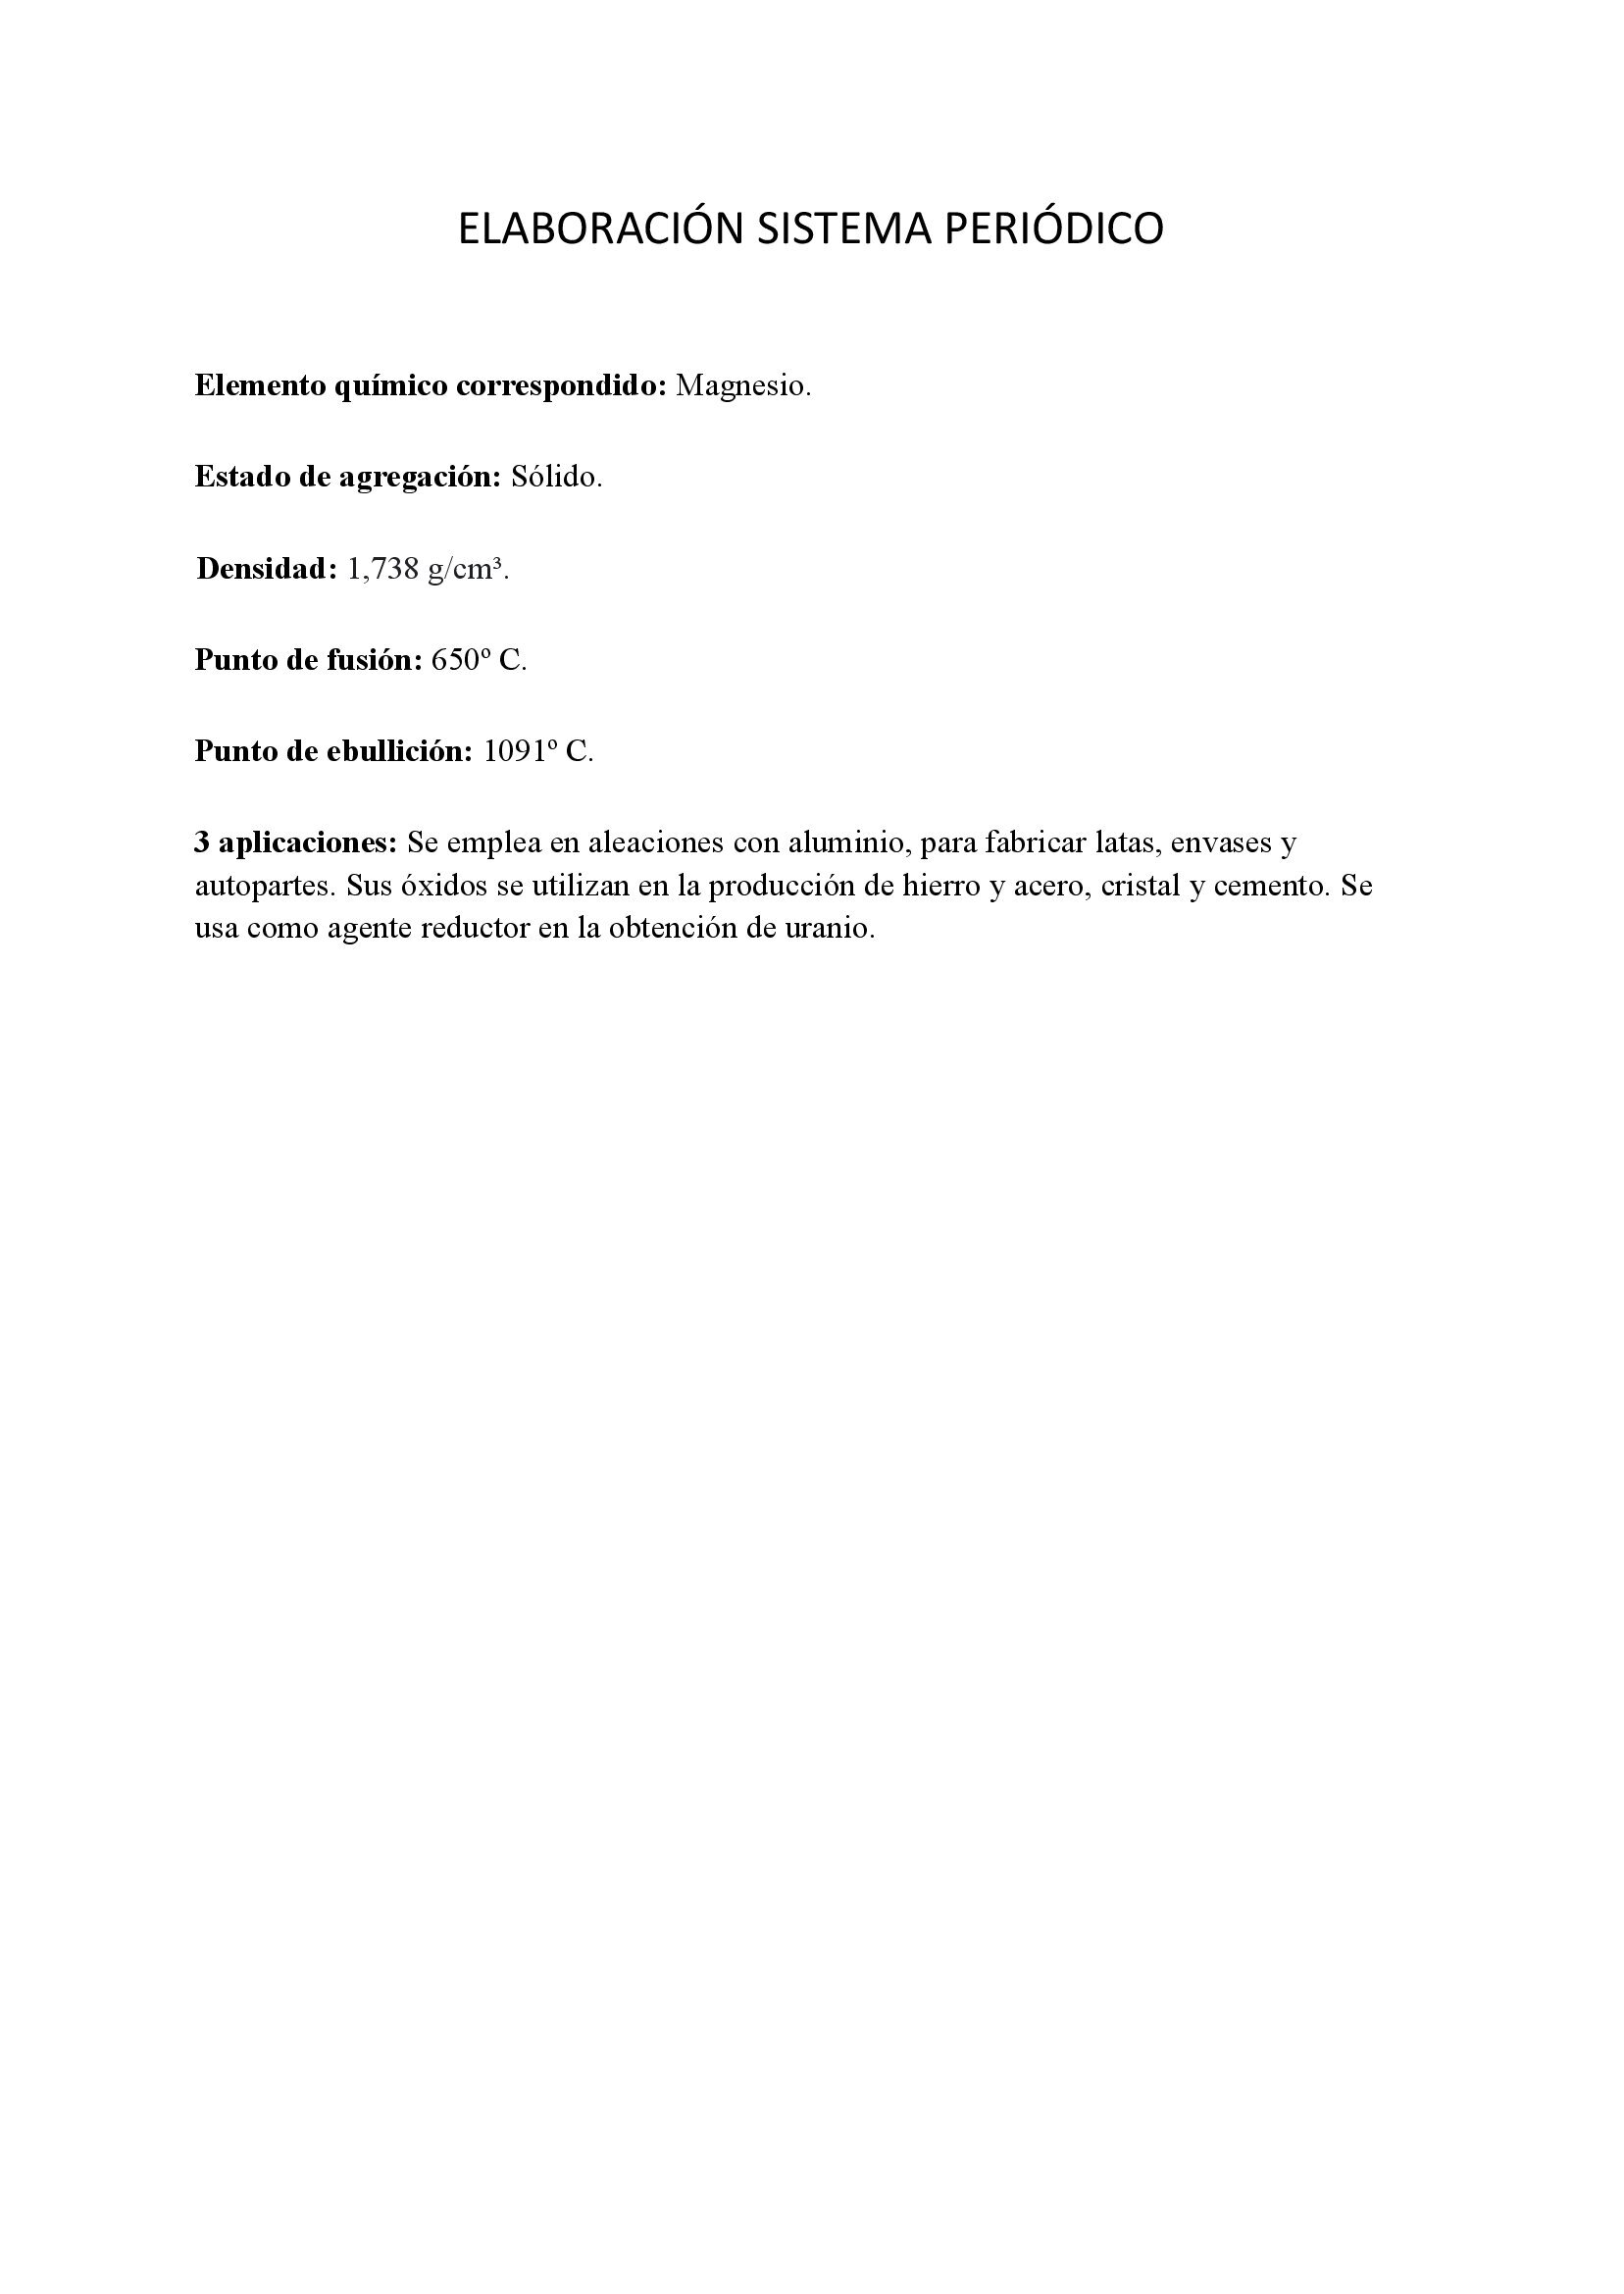 ELABORACIÓN SISTEMA PERIÓDICO
Elemento químico correspondido: Magnesio.
Estado de agregación: Sólido.
Densidad: 1,738 g/cm³.
Punto de fusión: 650º C.
Punto de ebullición: 1091º C.
3 aplicaciones: Se emplea en aleaciones con aluminio, para fabricar latas, envases y
autopartes. Sus óxidos se utilizan en la producción de hierro y acero, cristal y cemento. Se
usa como agente reductor en la obtención de uranio.